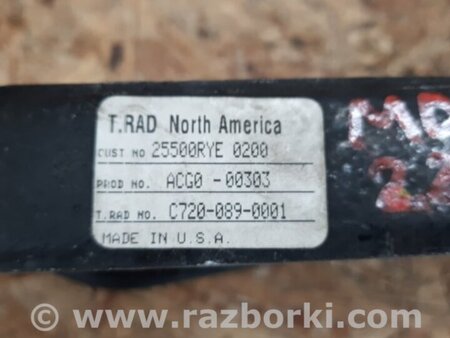 T.RAD North America
CUST NO 25500RYE 0200
PROD NO. ACG0 -00303
T.RAD NO. C720-089-0001
MADE IN U.S.A.
© www.razborki.com